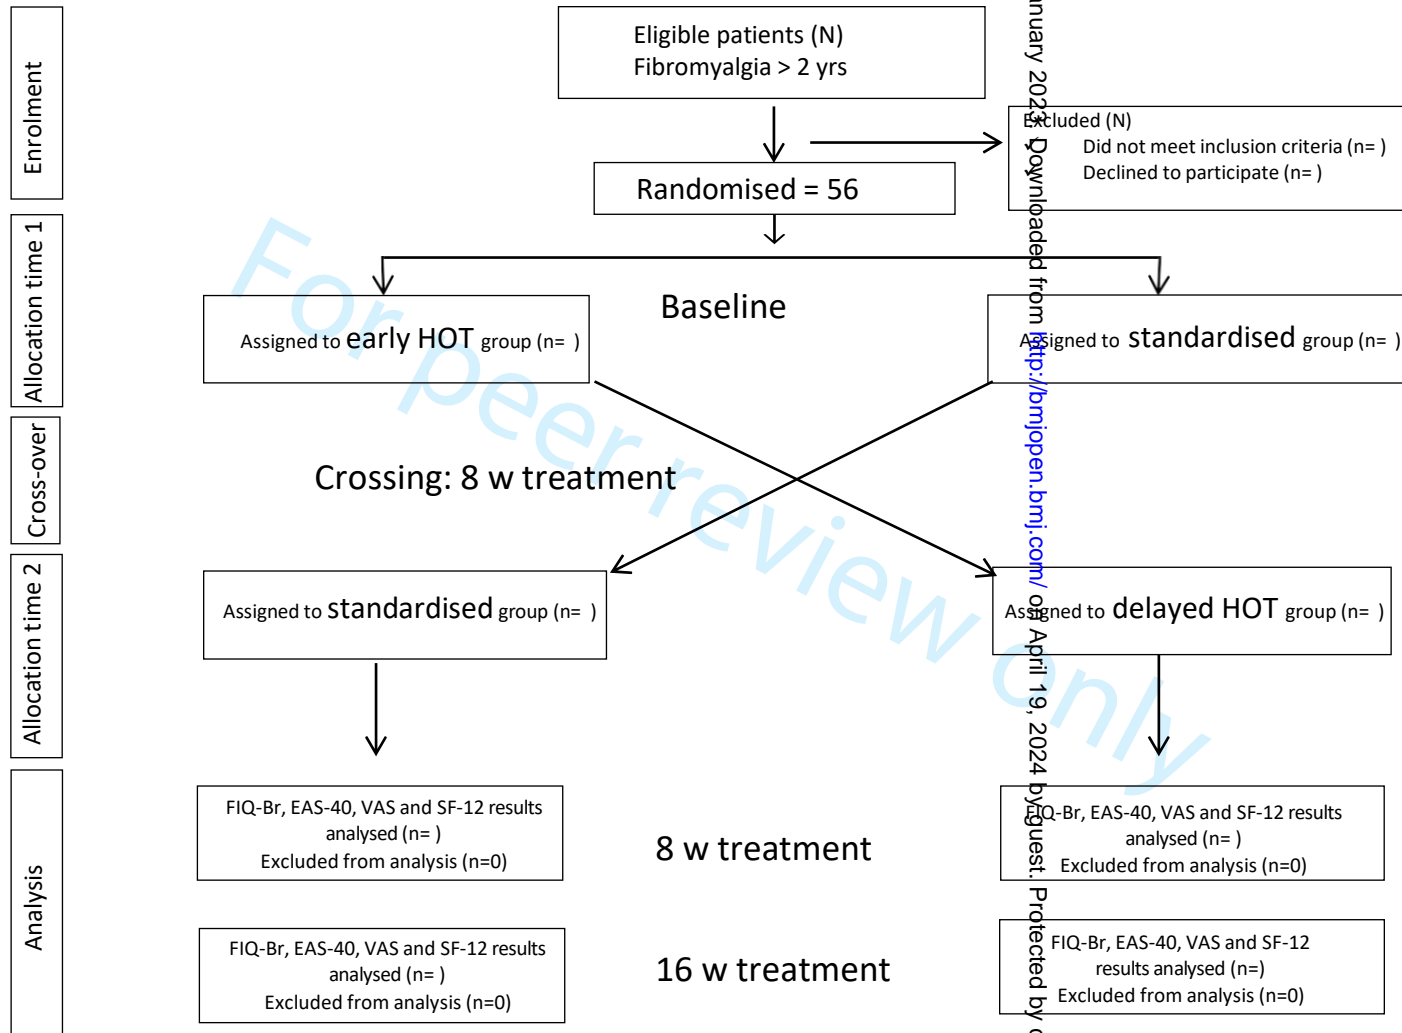 Enrolment
Eligible patients (N)
Fibromyalgia > 2 yrs
Excluded (N)
✓ Did not meet inclusion criteria (n= )
✓ Declined to participate (n= )
Randomised = 56
Allocation time 1
Baseline
Assigned to early HOT group (n= )
Assigned to standardised group (n= )
Cross-over
Crossing: 8 w treatment
Allocation time 2
Assigned to standardised group (n= )
Assigned to delayed HOT group (n= )
Analysis
FIQ-Br, EAS-40, VAS and SF-12 results
analysed (n= )
Excluded from analysis (n=0)
8 w treatment
FIQ-Br, EAS-40, VAS and SF-12 results
analysed (n= )
Excluded from analysis (n=0)
FIQ-Br, EAS-40, VAS and SF-12 results
analysed (n= )
Excluded from analysis (n=0)
16 w treatment
FIQ-Br, EAS-40, VAS and SF-12
results analysed (n=)
Excluded from analysis (n=0)
For peer review only
anuary 2023. Downloaded from http://bmjopen.bmj.com/ on April 19, 2024 by guest. Protected by